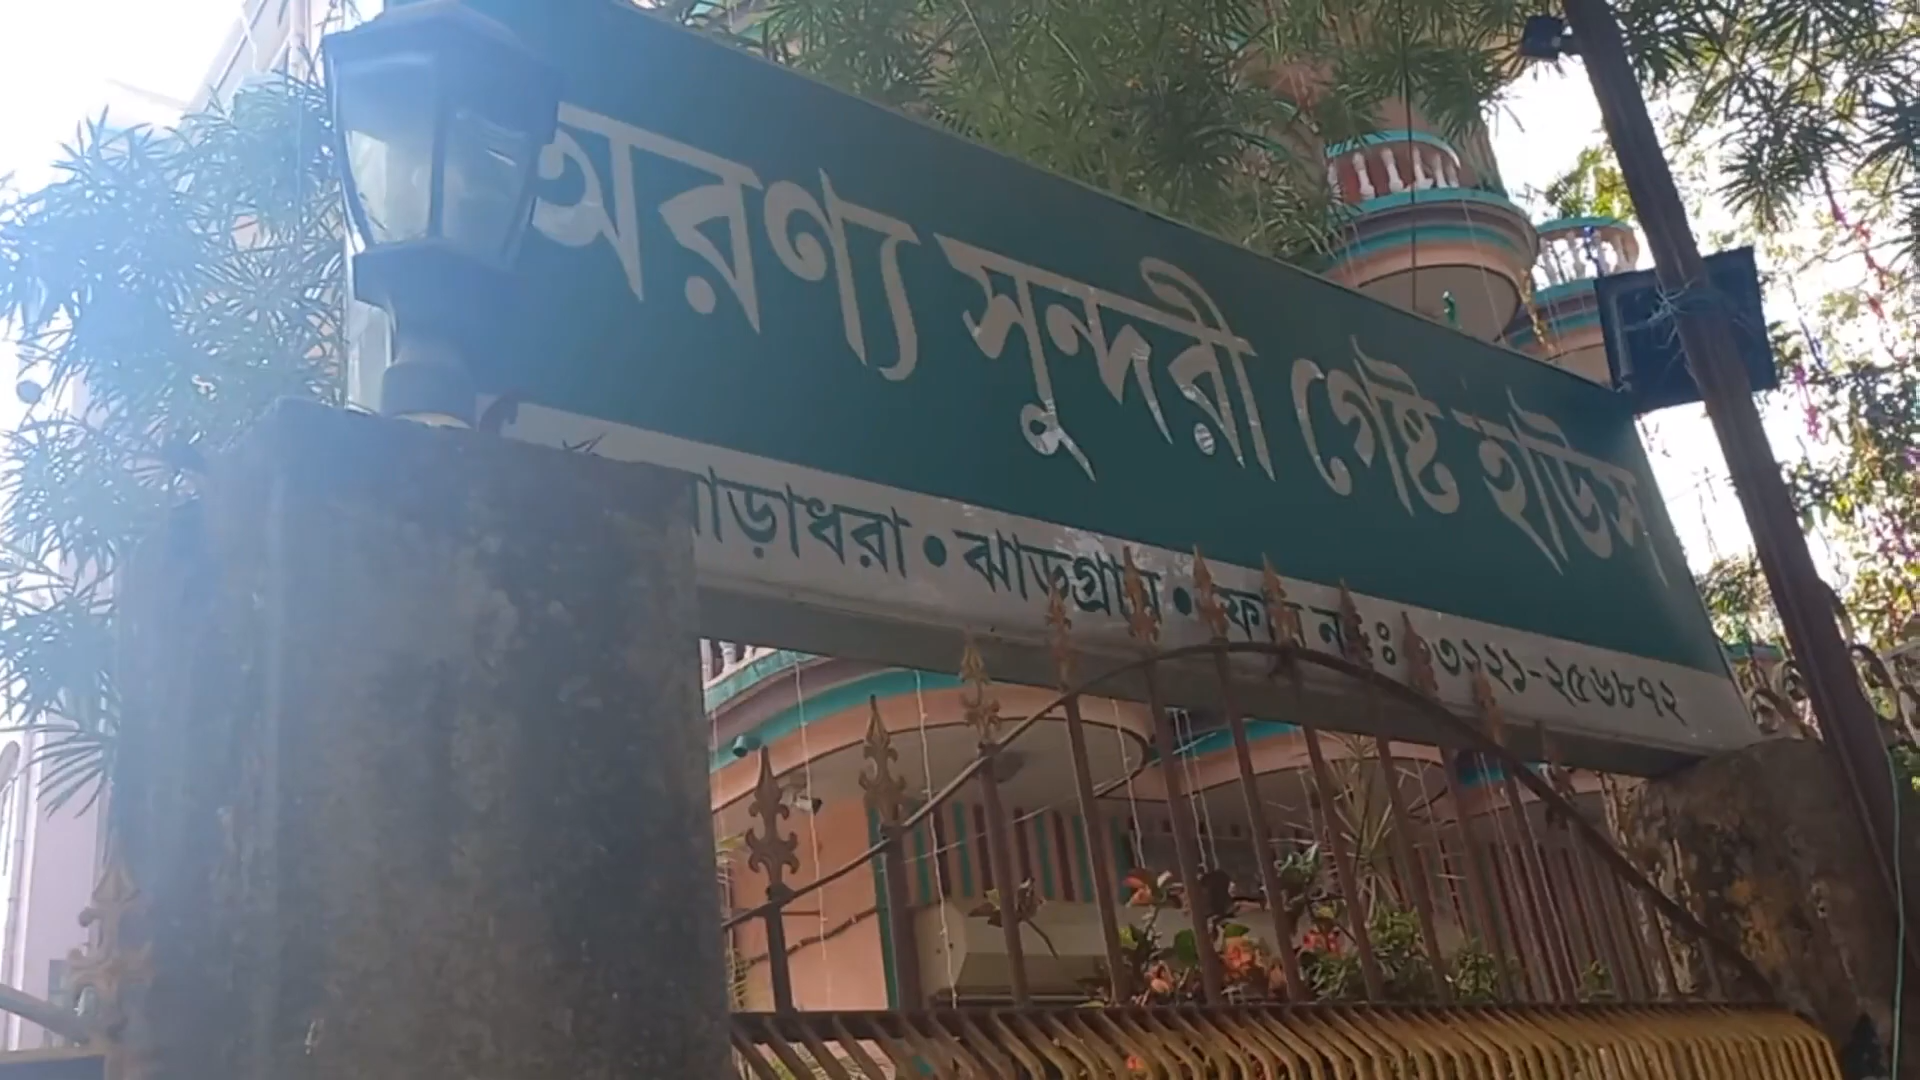 অরণ্য সুন্দরী গেষ্ট হাউস
ঝাড়গ্রাম • ফোন নংঃ ০৩২২১-২৫৬৮৭২